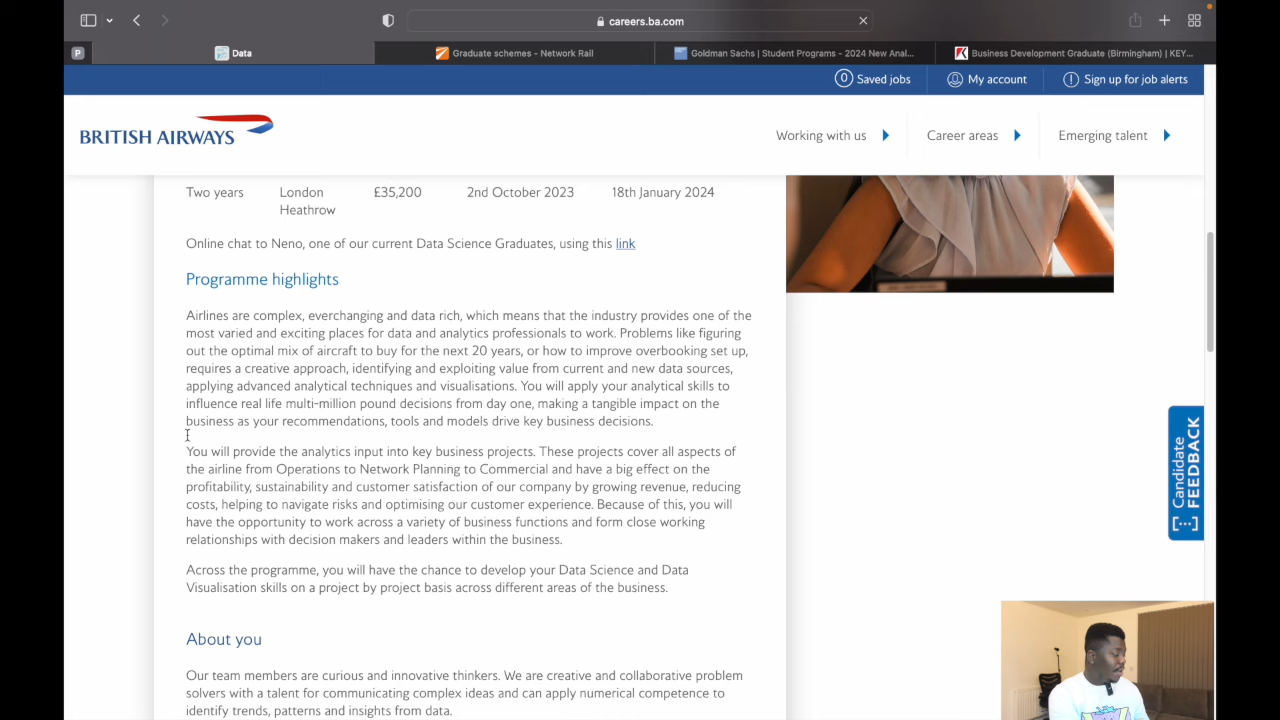 careers.ba.com
P
Data
Graduate schemes - Network Rail
Goldman Sachs | Student Programs - 2024 New Anal...
Business Development Graduate (Birmingham) | KEY...
0 Saved jobs
My account
Sign up for job alerts
BRITISH AIRWAYS
Working with us
Career areas
Emerging talent
Two years London Heathrow £35,200 2nd October 2023 18th January 2024
Online chat to Neno, one of our current Data Science Graduates, using this link
Programme highlights
Airlines are complex, everchanging and data rich, which means that the industry provides one of the
most varied and exciting places for data and analytics professionals to work. Problems like figuring
out the optimal mix of aircraft to buy for the next 20 years, or how to improve overbooking set up,
requires a creative approach, identifying and exploiting value from current and new data sources,
applying advanced analytical techniques and visualisations. You will apply your analytical skills to
influence real life multi-million pound decisions from day one, making a tangible impact on the
business as your recommendations, tools and models drive key business decisions.
You will provide the analytics input into key business projects. These projects cover all aspects of
the airline from Operations to Network Planning to Commercial and have a big effect on the
profitability, sustainability and customer satisfaction of our company by growing revenue, reducing
costs, helping to navigate risks and optimising our customer experience. Because of this, you will
have the opportunity to work across a variety of business functions and form close working
relationships with decision makers and leaders within the business.
Across the programme, you will have the chance to develop your Data Science and Data
Visualisation skills on a project by project basis across different areas of the business.
About you
Our team members are curious and innovative thinkers. We are creative and collaborative problem
solvers with a talent for communicating complex ideas and can apply numerical competence to
identify trends, patterns and insights from data.
Candidate
FEEDBACK